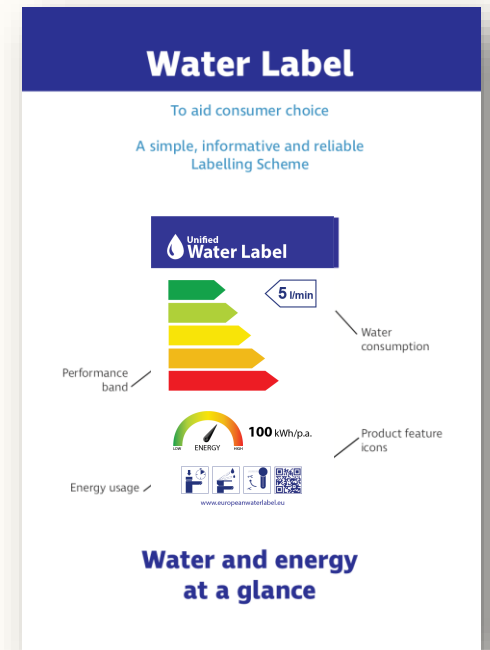 Water Label
To aid consumer choice
A simple, informative and reliable
Labelling Scheme
Unified
Water Label
5 l/min
Water
consumption
Performance
band
LOW
ENERGY
HIGH
100 kWh/p.a.
Product feature
icons
Energy usage
www.europeanwaterlabel.eu
Water and energy
at a glance